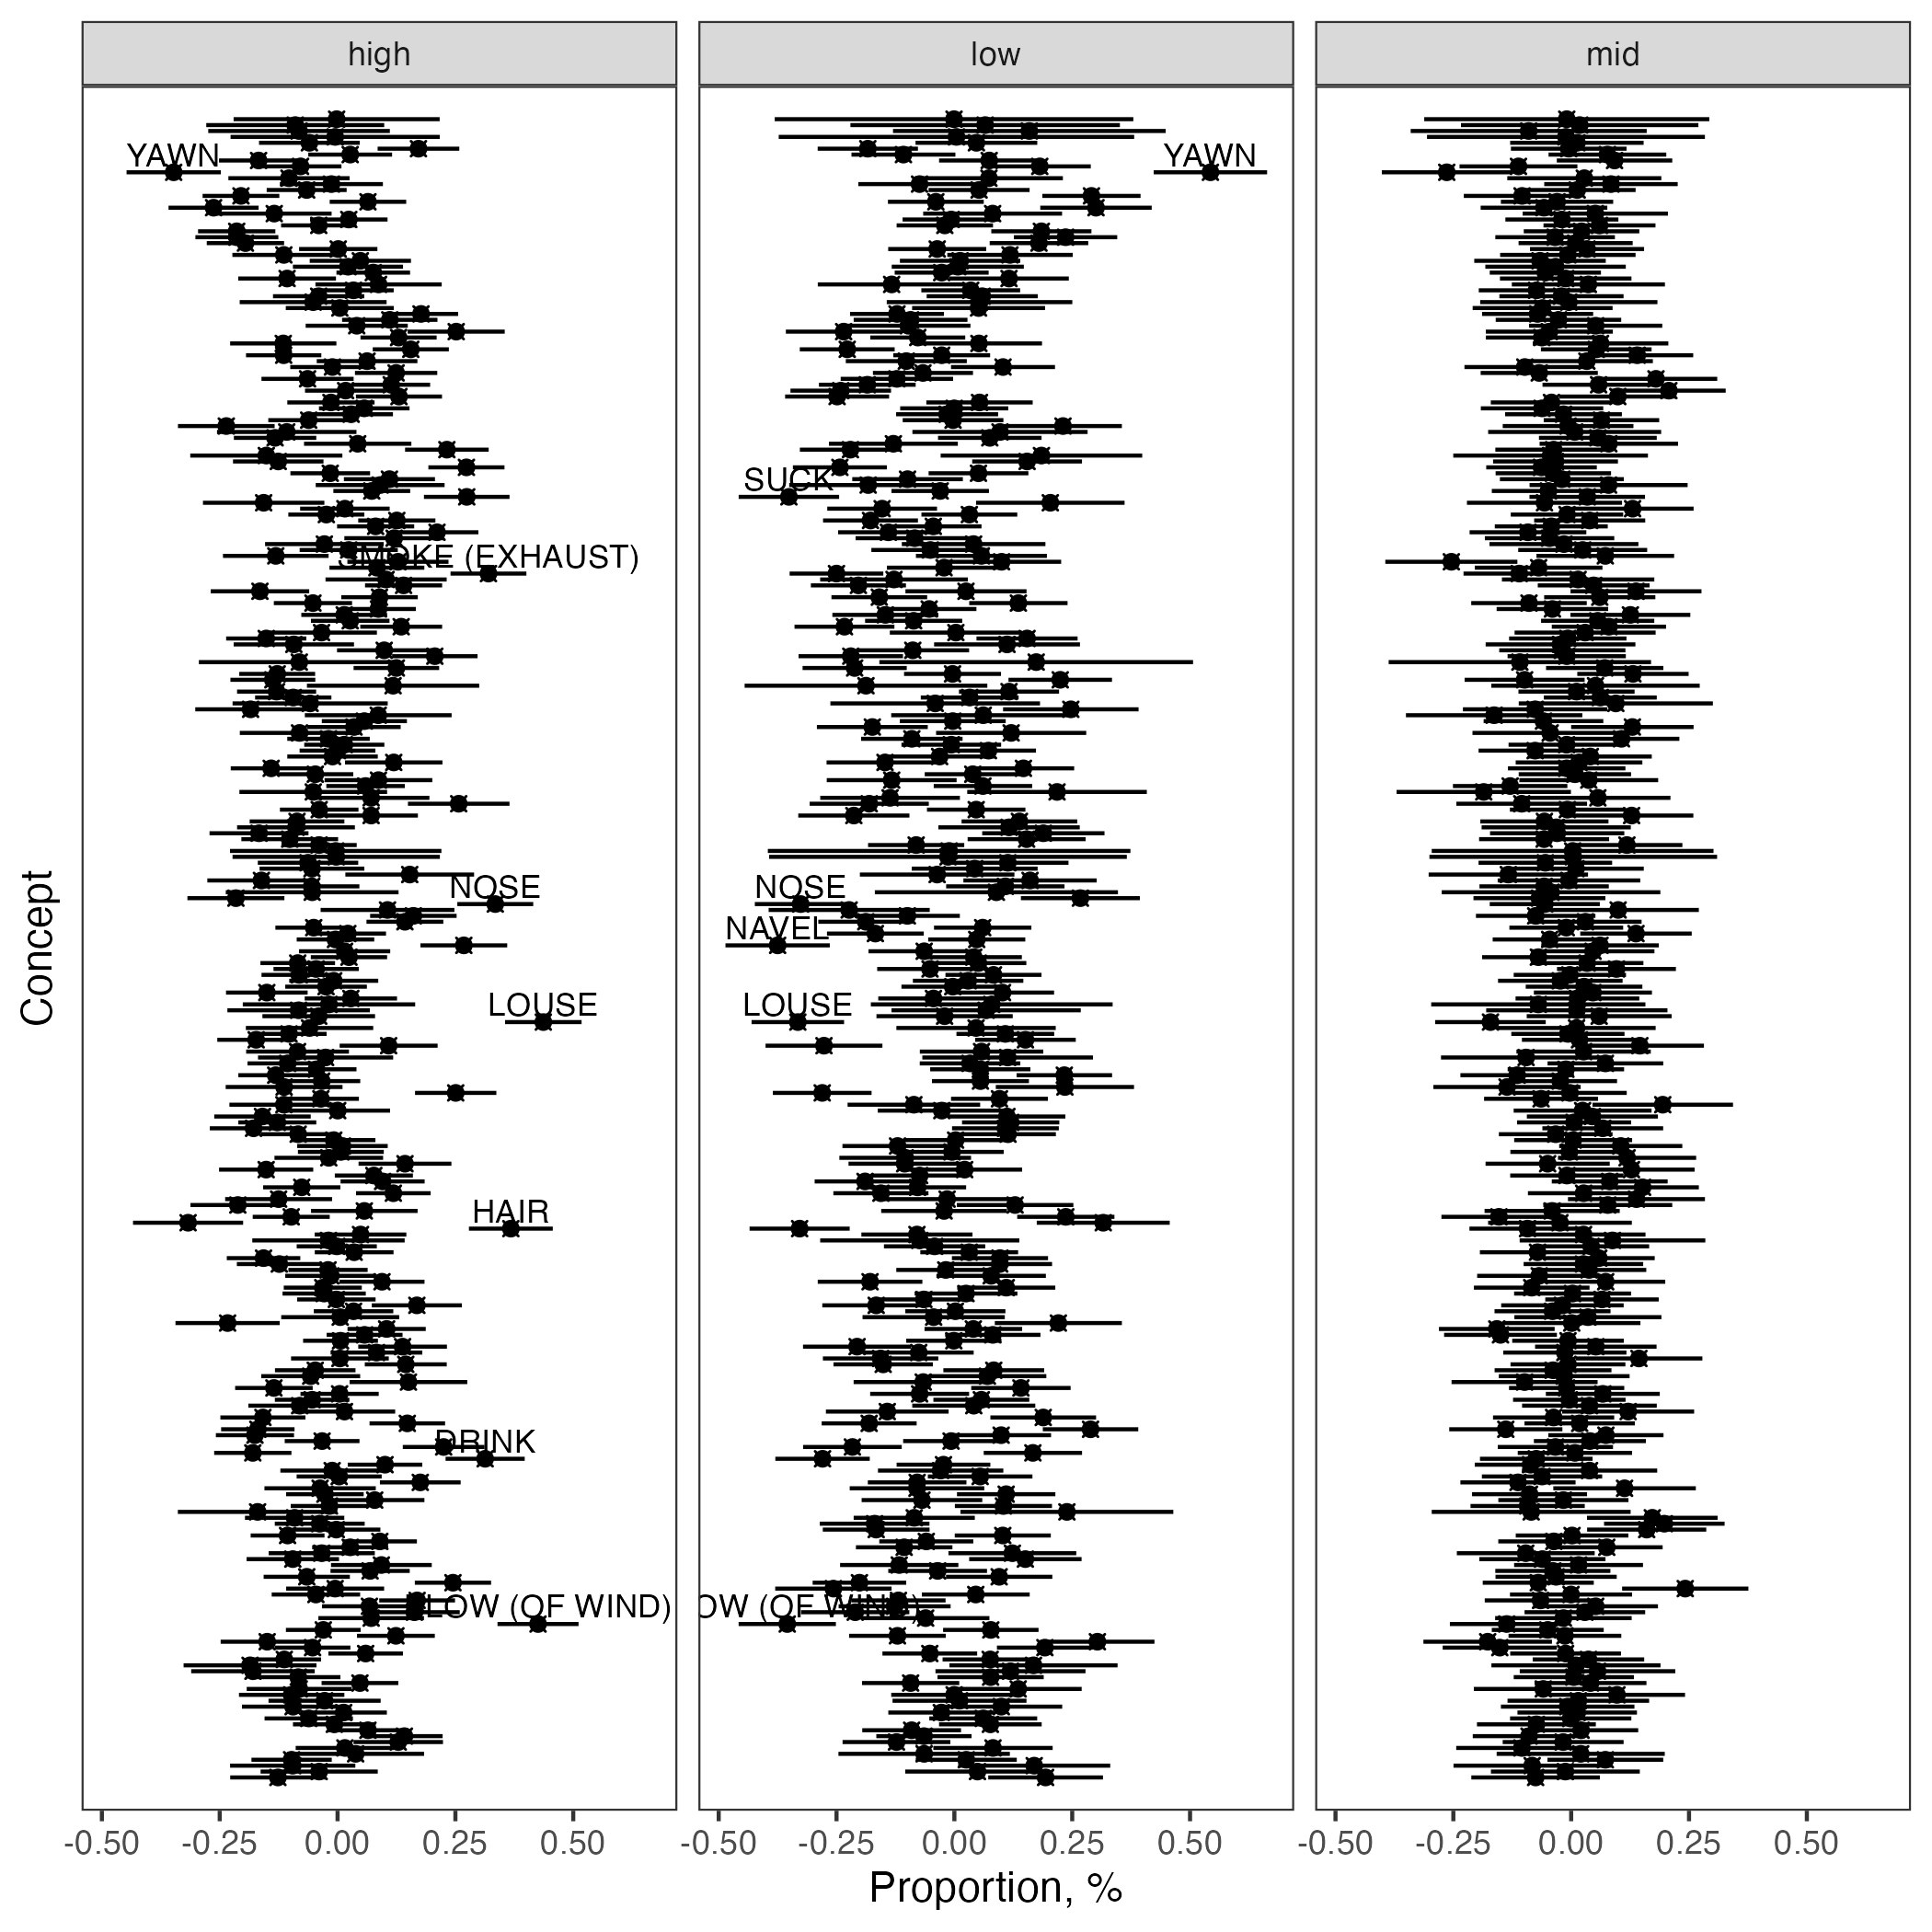 high low mid
YAWN YAWN
SUCK
SMOKE (EXHAUST)
NOSE NOSE
NAVEL
LOUSE LOUSE
HAIR
DRINK
LOW (OF WIND) OW (OF WIND)
Concept
-0.50 -0.25 0.00 0.25 0.50 -0.50 -0.25 0.00 0.25 0.50 -0.50 -0.25 0.00 0.25 0.50
Proportion, %